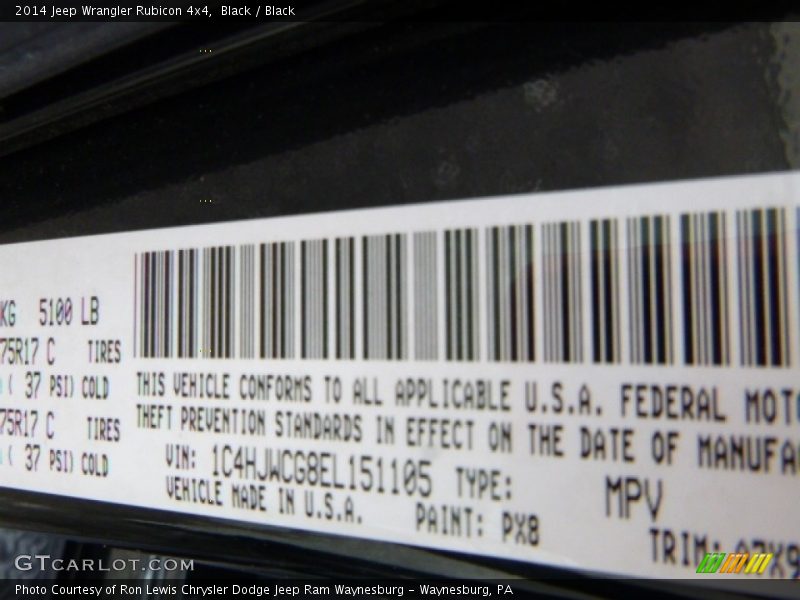 2014 Jeep Wrangler Rubicon 4x4, Black / Black
KG 5100 LB
75R17 C TIRES
( 37 PSI) COLD
75R17 C TIRES
( 37 PSI) COLD
THIS VEHICLE CONFORMS TO ALL APPLICABLE U.S.A. FEDERAL MOT
THEFT PREVENTION STANDARDS IN EFFECT ON THE DATE OF MANUFA
VIN: 1C4HJWCG8EL151105 TYPE: MPV
VEHICLE MADE IN U.S.A. PAINT: PX8
TRIM:
GTCARLOT.COM
Photo Courtesy of Ron Lewis Chrysler Dodge Jeep Ram Waynesburg - Waynesburg, PA